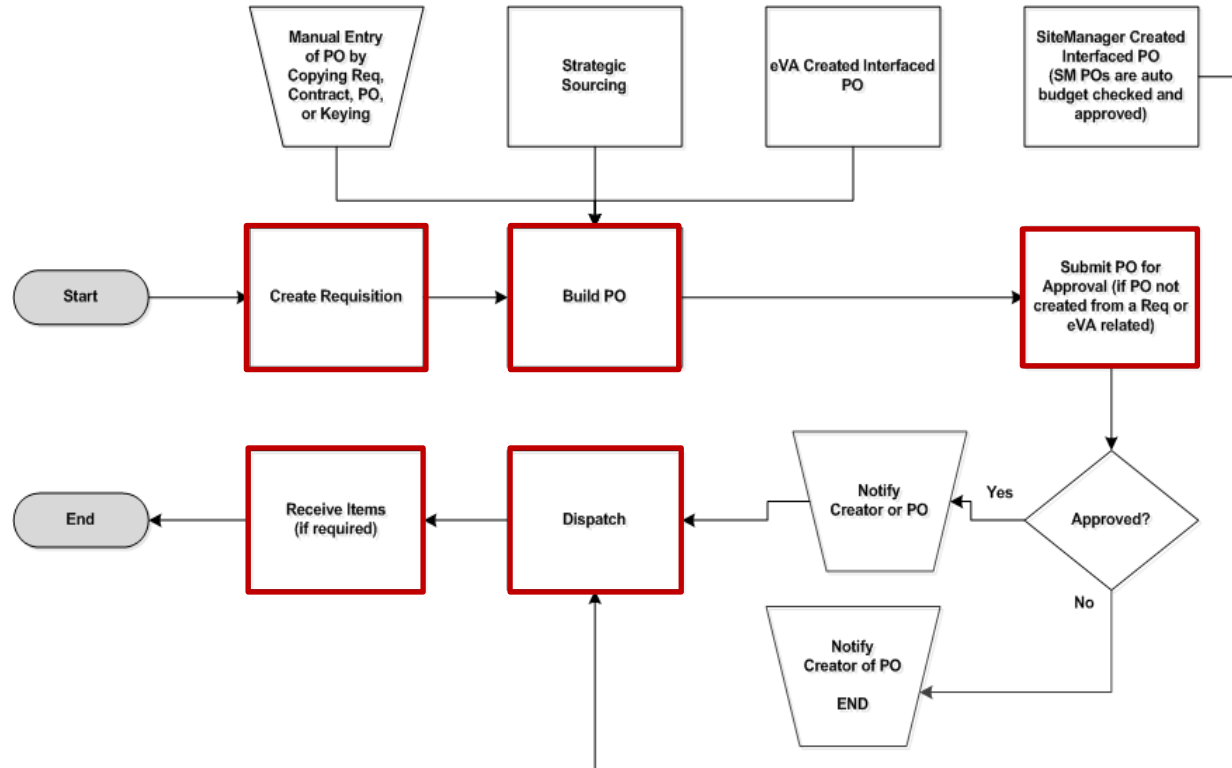 Manual Entry
of PO by
Copying Req,
Contract, PO,
or Keying
Strategic
Sourcing
eVA Created Interfaced
PO
SiteManager Created
Interfaced PO
(SM POs are auto
budget checked and
approved)
Start
Create Requisition
Build PO
Submit PO for
Approval (if PO not
created from a Req or
eVA related)
End
Receive Items
(if required)
Dispatch
Notify
Creator or PO
Yes
Approved?
No
Notify
Creator of PO
END